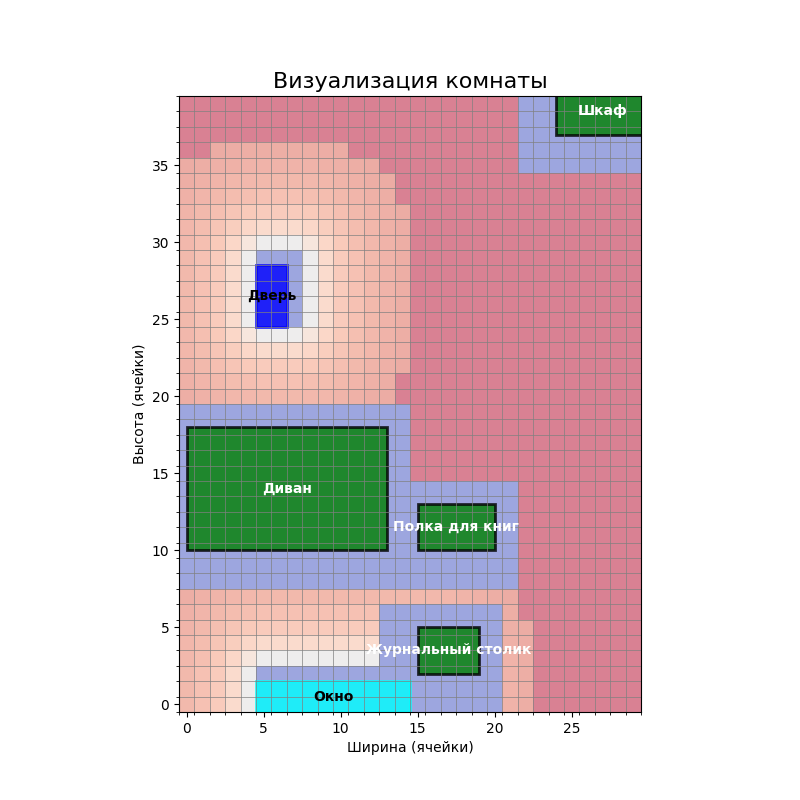 Визуализация комнаты
Шкаф
35
30
Дверь
25
20
Высота (ячейки)
15
Диван
Полка для книг
10
5
Журнальный столик
Окно
0
0 5 10 15 20 25
Ширина (ячейки)